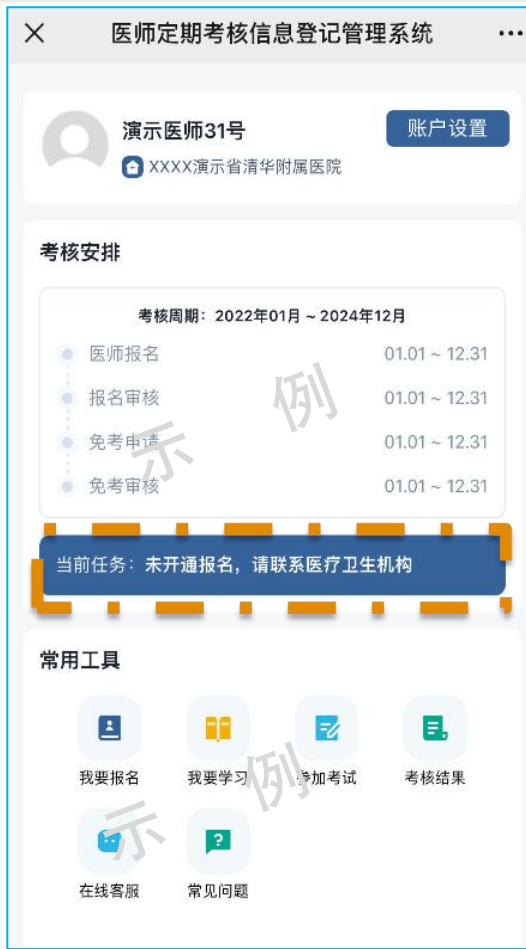 医师定期考核信息登记管理系统
演示医师31号
账户设置
XXXX演示省清华附属医院
考核安排
考核周期：2022年01月 ~ 2024年12月
医师报名 01.01 ~ 12.31
报名审核 01.01 ~ 12.31
免考申请 01.01 ~ 12.31
免考审核 01.01 ~ 12.31
示 例
当前任务：未开通报名，请联系医疗卫生机构
常用工具
我要报名 我要学习 参加考试 考核结果
示 例
在线客服 常见问题